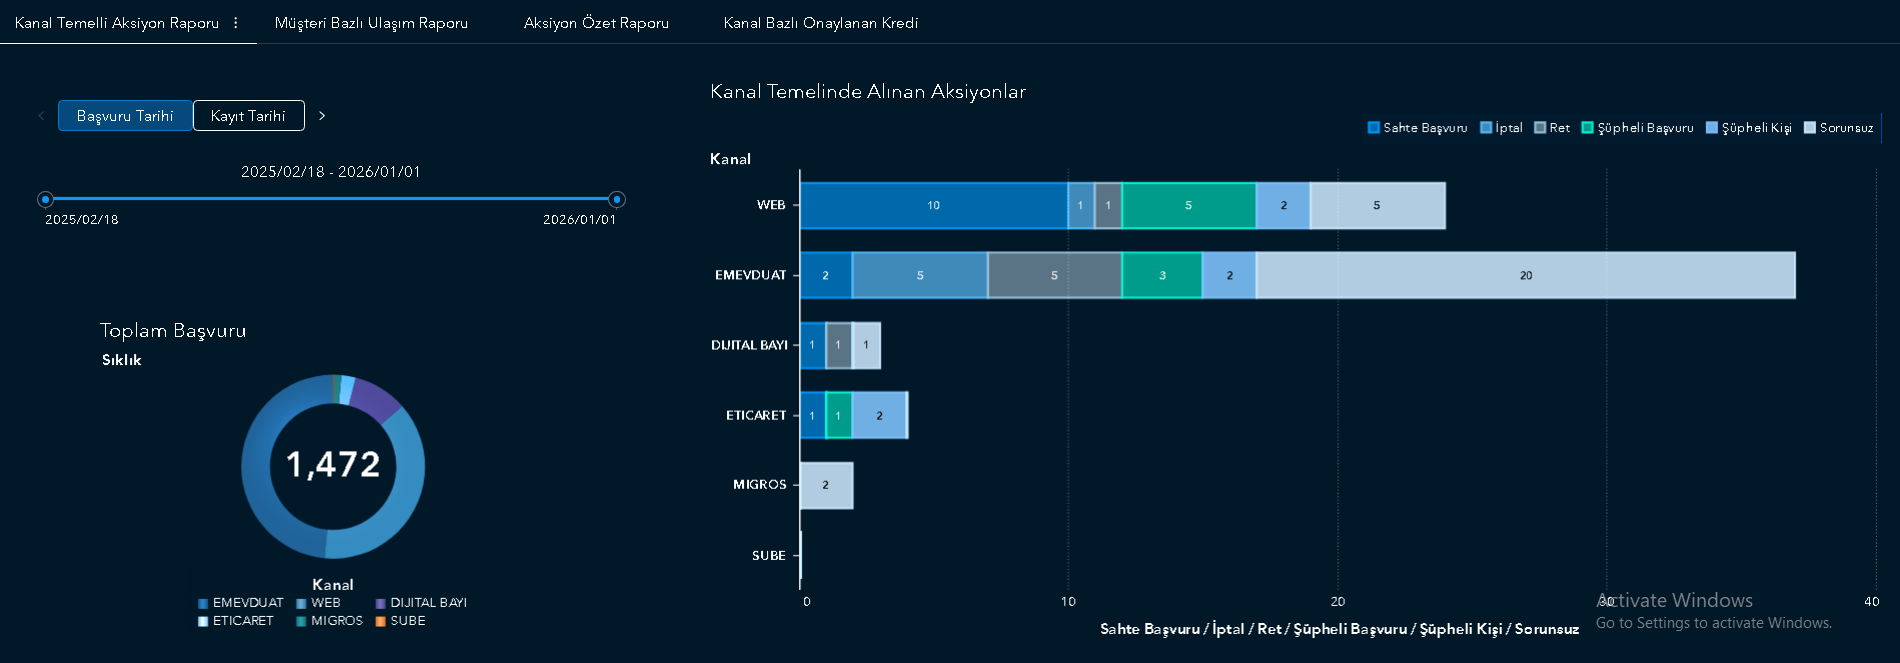 Kanal Temelli Aksiyon Raporu
Müşteri Bazlı Ulaşım Raporu
Aksiyon Özet Raporu
Kanal Bazlı Onaylanan Kredi
Başvuru Tarihi
Kayıt Tarihi
2025/02/18 - 2026/01/01
2025/02/18
2026/01/01
Toplam Başvuru
Sıklık
1,472
Kanal
EMEVDUAT WEB DIJITAL BAYI
ETICARET MIGROS SUBE
Kanal Temelinde Alınan Aksiyonlar
Sahte Başvuru İptal Ret Şüpheli Başvuru Şüpheli Kişi Sorunsuz
Kanal
WEB 10 1 1 5 2 5
EMEVDUAT 2 5 5 3 2 20
DIJITAL BAYI 1 1 1
ETICARET 1 1 2
MIGROS 2
SUBE
0 10 20 30 40
Sahte Başvuru / İptal / Ret / Şüpheli Başvuru / Şüpheli Kişi / Sorunsuz
Activate Windows
Go to Settings to activate Windows.